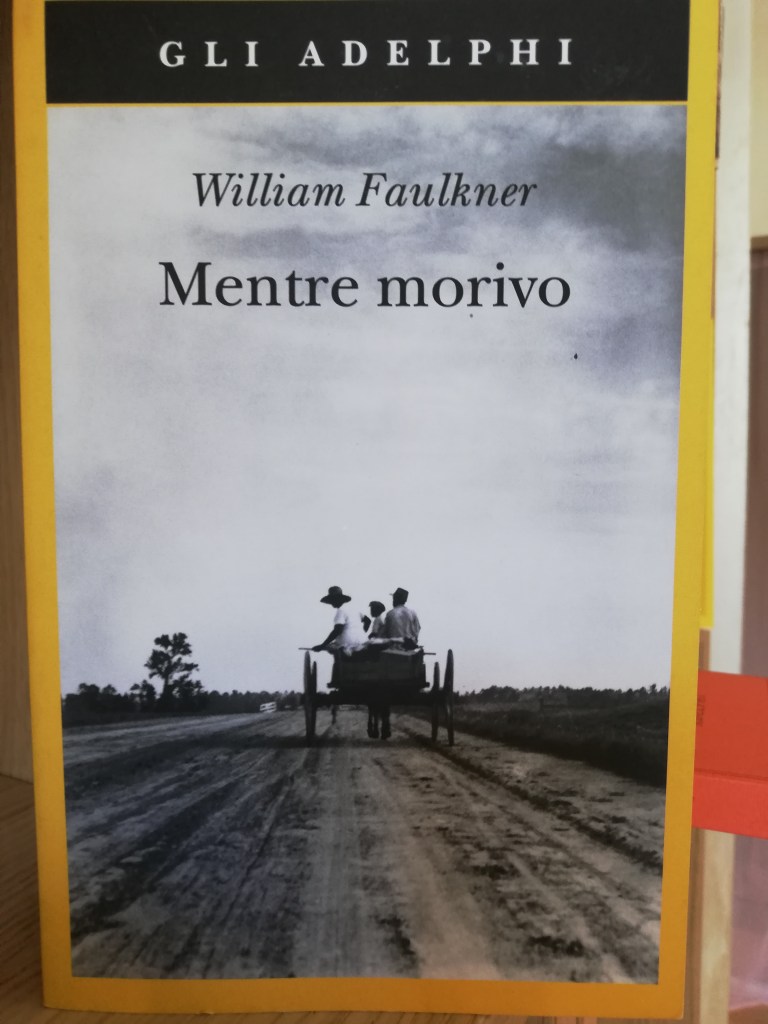 GLI ADELPHI
William Faulkner
Mentre morivo